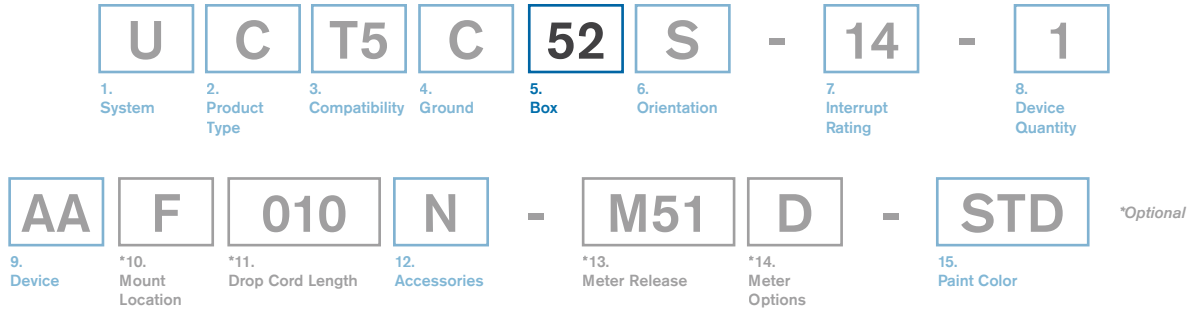 U C T5 C 52 S - 14 - 1
1. 2. 3. 4. 5. 6. 7. 8.
System Product Compatibility Ground Box Orientation Interrupt Device
Type Rating Quantity
AA F 010 N - M51 D - STD *Optional
9. *10. *11. 12. *13. *14. 15.
Device Mount Drop Cord Length Accessories Meter Release Meter Paint Color
Location Options